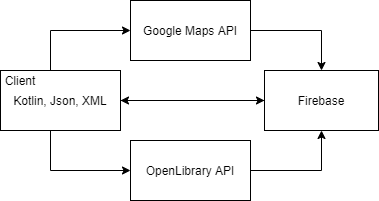 Google Maps API
Client
Kotlin, Json, XML
Firebase
OpenLibrary API